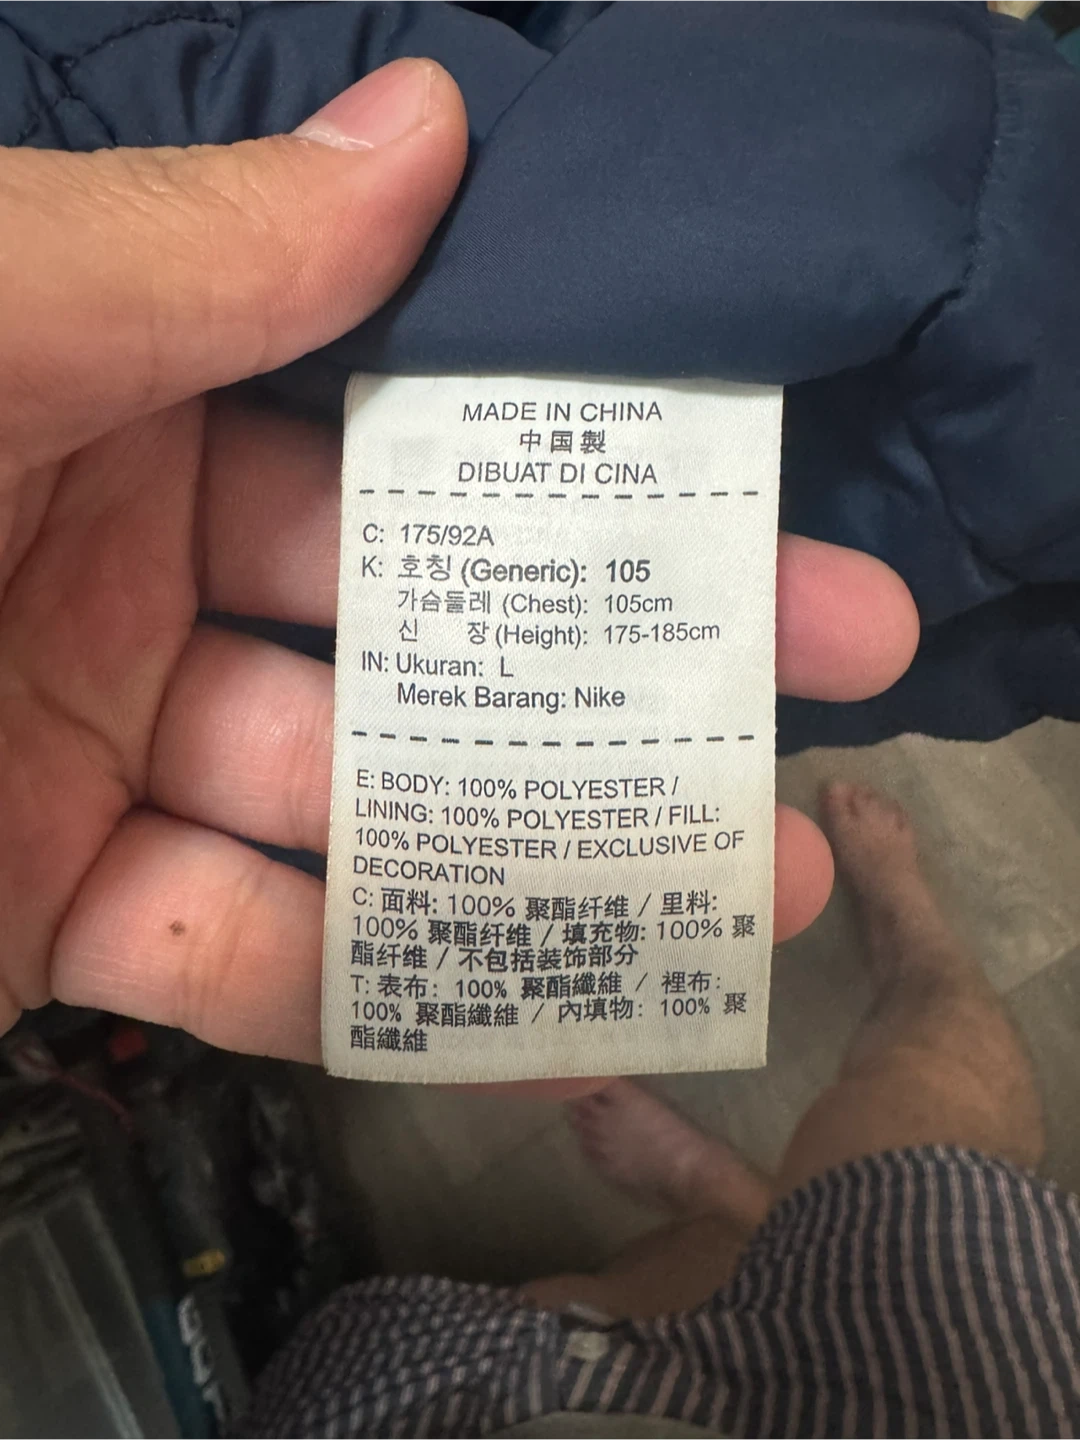 MADE IN CHINA
中国製
DIBUAT DI CINA
C: 175/92A
K: 호칭 (Generic): 105
가슴둘레 (Chest): 105cm
신 장 (Height): 175-185cm
IN: Ukuran: L
Merek Barang: Nike
E: BODY: 100% POLYESTER /
LINING: 100% POLYESTER / FILL:
100% POLYESTER / EXCLUSIVE OF
DECORATION
C: 面料: 100% 聚酯纤维 / 里料:
100% 聚酯纤维 / 填充物: 100% 聚
酯纤维 / 不包括装饰部分
T: 表布: 100% 聚酯纖維 / 裡布:
100% 聚酯纖維 / 內填物: 100% 聚
酯纖維